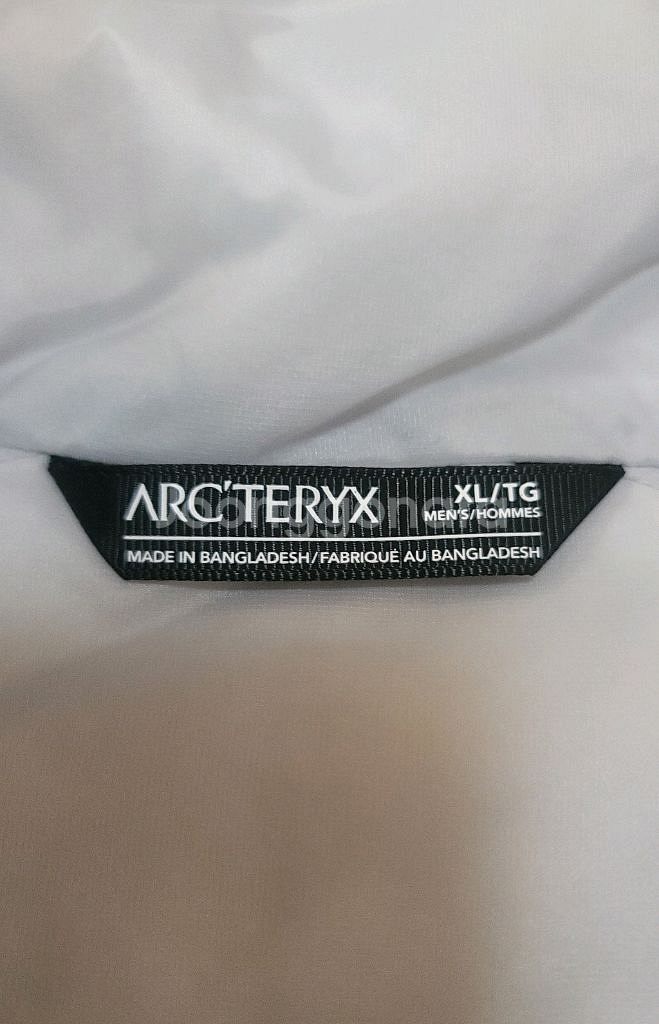 ARC'TERYX
XL/TG
MEN'S/HOMMES
MADE IN BANGLADESH/FABRIQUÉ AU BANGLADESH